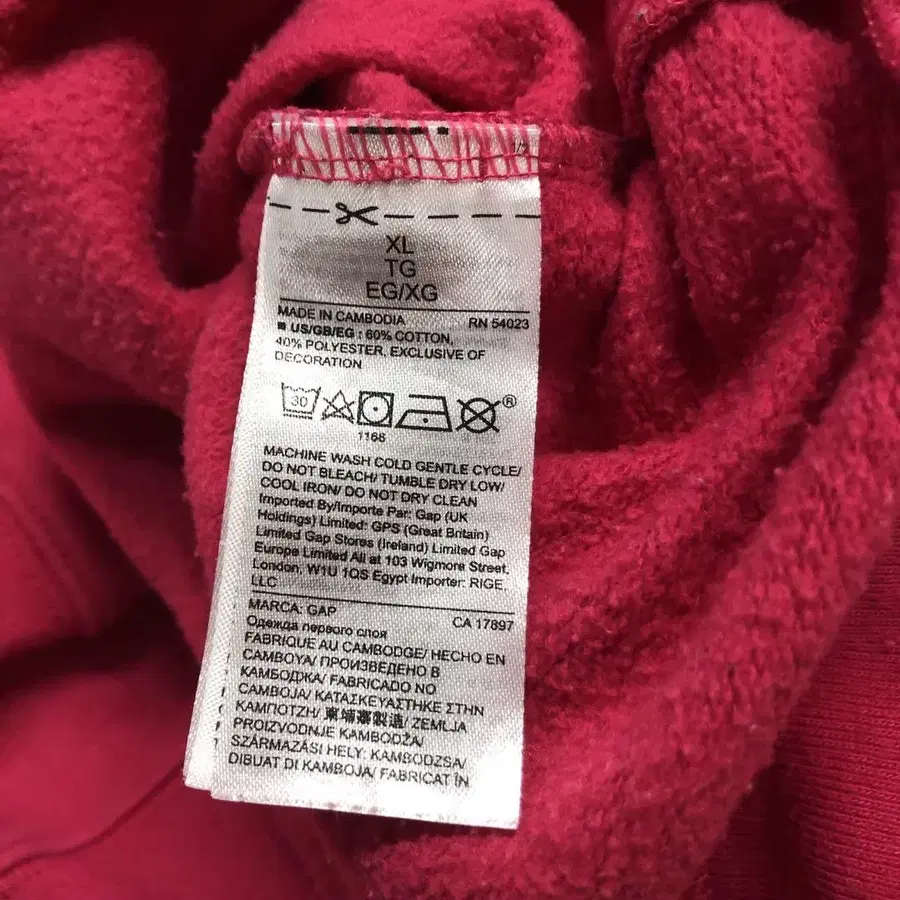 XL
TG
EG/XG
MADE IN CAMBODIA RN 54023
US/GB/EG : 60% COTTON,
40% POLYESTER, EXCLUSIVE OF
DECORATION
30
®
1166
MACHINE WASH COLD GENTLE CYCLE/
DO NOT BLEACH/ TUMBLE DRY LOW/
COOL IRON/ DO NOT DRY CLEAN
Imported By/Importe Par: Gap (UK
Holdings) Limited: GPS (Great Britain)
Limited Gap Stores (Ireland) Limited Gap
Europe Limited All at 103 Wigmore Street,
London, W1U 1QS Egypt Importer: RIGE,
LLC
MARCA: GAP CA 17897
Одежда первого слоя
FABRIQUE AU CAMBODGE/ HECHO EN
CAMBOYA/ ПРОИЗВЕДЕНО В
КАМБОДЖА/ FABRICADO NO
CAMBOJA/ ΚΑΤΑΣΚΕΥΑΣΤΗΚΕ ΣΤΗΝ
ΚΑΜΠΟΤΖΗ/ 柬埔寨製造/ ZEMLJA
PROIZVODNJE KAMBODŽA/
SZÁRMAZÁSI HELY: KAMBODZSA/
DIBUAT DI KAMBOJA/ FABRICAT ÎN